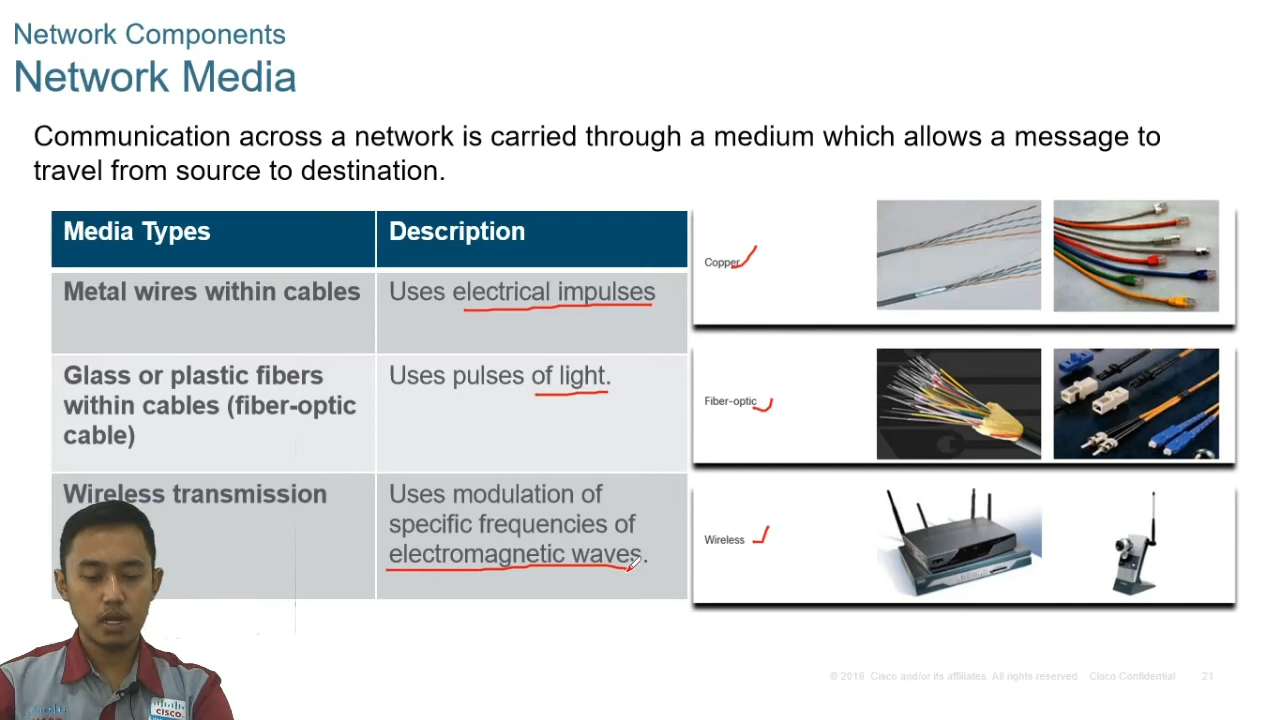 Network Components
Network Media
Communication across a network is carried through a medium which allows a message to
travel from source to destination.
Media Types
Description
Metal wires within cables
Uses electrical impulses
Glass or plastic fibers
within cables (fiber-optic
cable)
Uses pulses of light.
Wireless transmission
Uses modulation of
specific frequencies of
electromagnetic waves.
Copper
Fiber-optic
Wireless
CISCO
© 2016 Cisco and/or its affiliates. All rights reserved. Cisco Confidential 21